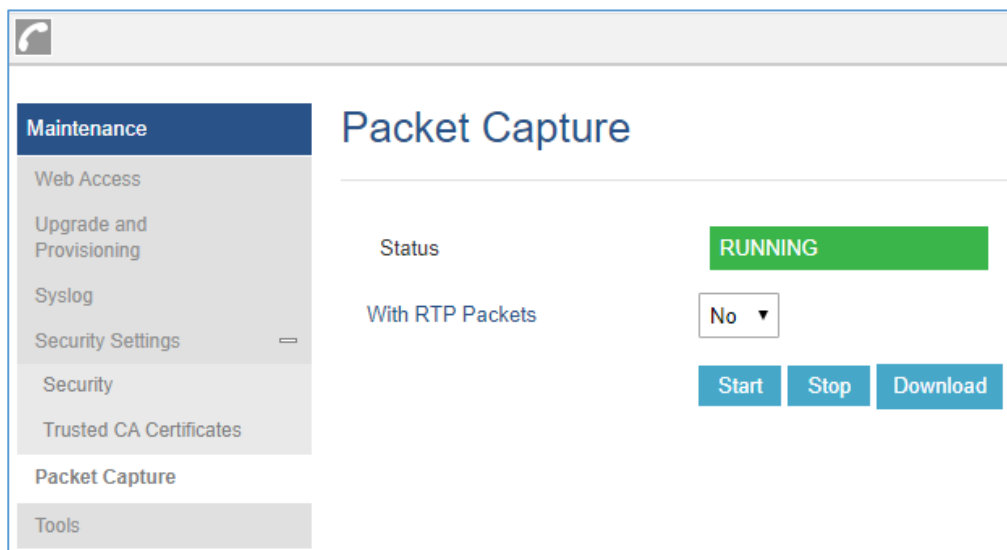 Maintenance
Web Access
Upgrade and
Provisioning
Syslog
Security Settings
Security
Trusted CA Certificates
Packet Capture
Tools
Packet Capture
Status
RUNNING
With RTP Packets
No
Start Stop Download